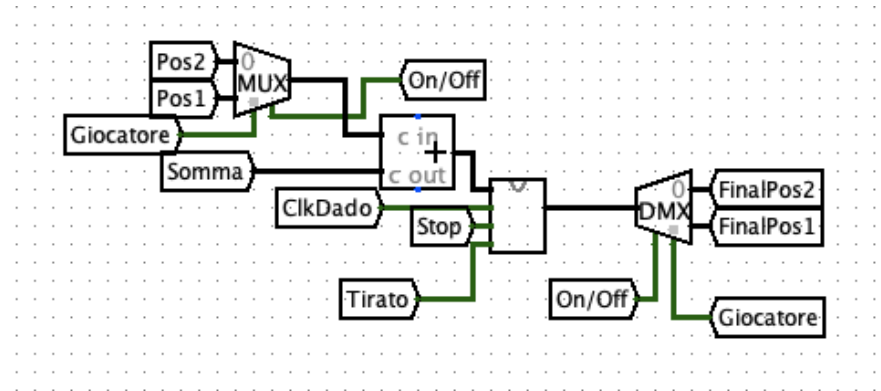 Pos2
0
MUX
On/Off
Pos1
Giocatore
c in
+
Somma
c out
ClkDado
0
FinalPos2
DMX
Stop
FinalPos1
Tirato
On/Off
Giocatore